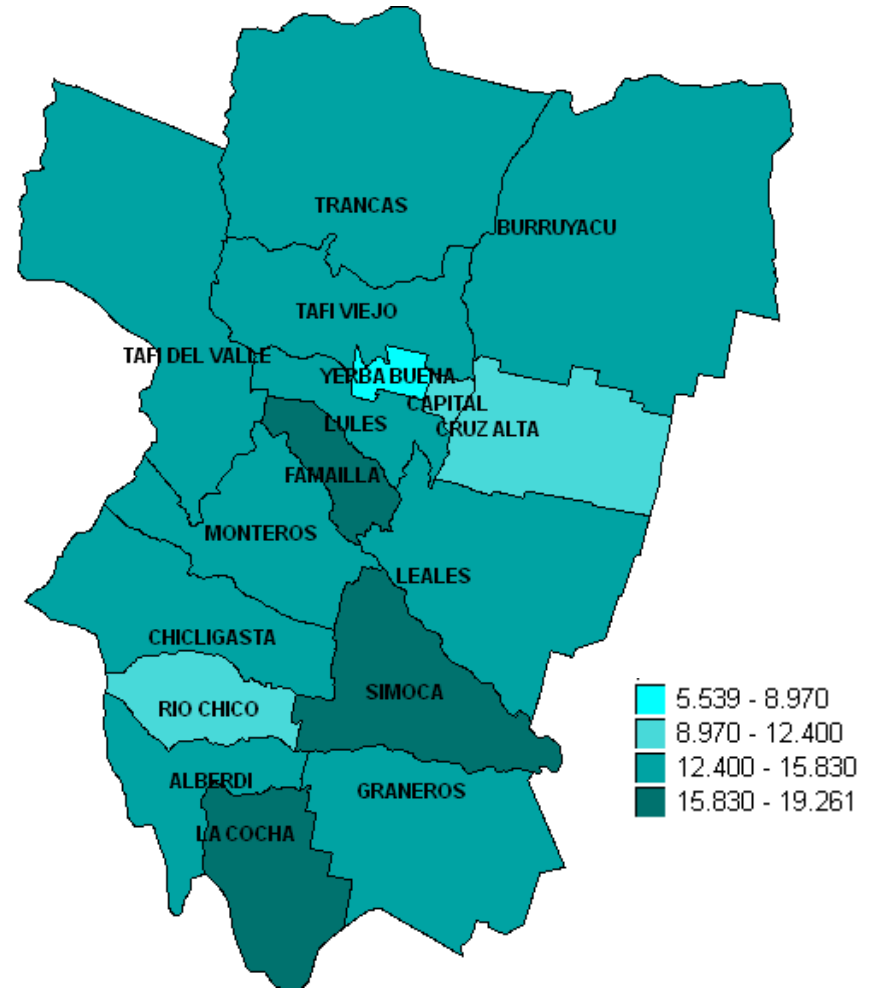 TRANCAS
BURRUYACU
TAFI VIEJO
TAFI DEL VALLE
YERBA BUENA
CAPITAL
LULES
CRUZ ALTA
FAMAILLA
MONTEROS
LEALES
CHICLIGASTA
SIMOCA
RIO CHICO
ALBERDI
GRANEROS
LA COCHA
5.539 - 8.970
8.970 - 12.400
12.400 - 15.830
15.830 - 19.261